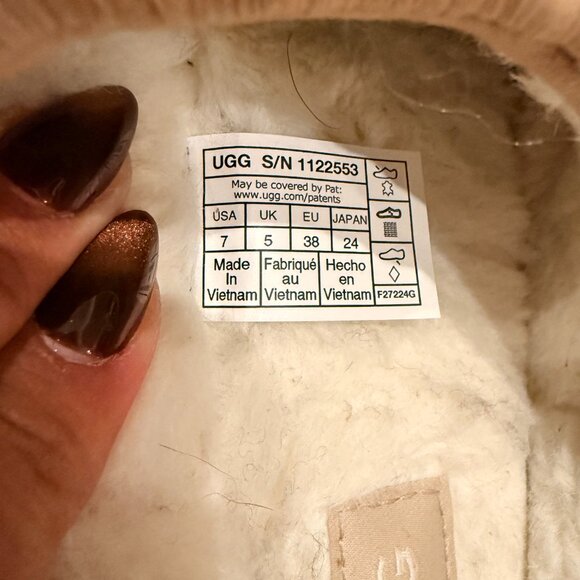 UGG S/N 1122553
May be covered by Pat:
www.ugg.com/patents
USA UK EU JAPAN
7 5 38 24
Made In Vietnam
Fabriqué au Vietnam
Hecho en Vietnam
F27224G